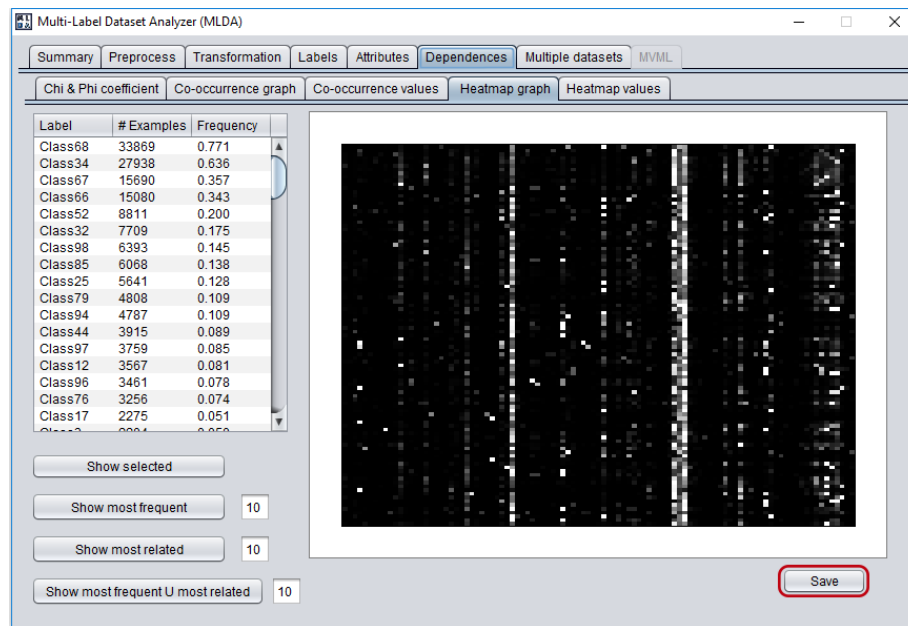 Multi-Label Dataset Analyzer (MLDA)
Summary Preprocess Transformation Labels Attributes Dependences Multiple datasets MVML
Chi & Phi coefficient Co-occurrence graph Co-occurrence values Heatmap graph Heatmap values
Label # Examples Frequency
Class68 33869 0.771
Class34 27938 0.636
Class67 15690 0.357
Class66 15080 0.343
Class52 8811 0.200
Class32 7709 0.175
Class98 6393 0.145
Class85 6068 0.138
Class25 5641 0.128
Class79 4808 0.109
Class94 4787 0.109
Class44 3915 0.089
Class97 3759 0.085
Class12 3567 0.081
Class96 3461 0.078
Class76 3256 0.074
Class17 2275 0.051
Show selected
Show most frequent 10
Show most related 10
Show most frequent U most related 10
Save